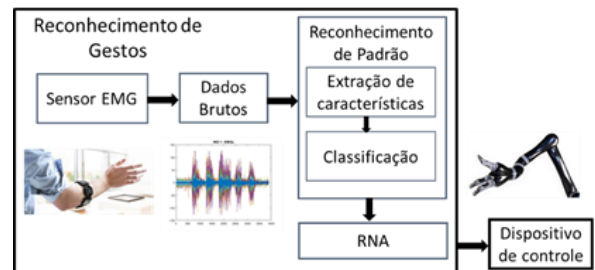 Reconhecimento de
Gestos
Sensor EMG
Dados
Brutos
Reconhecimento
de Padrão
Extração de
características
Classificação
RNA
Dispositivo
de controle